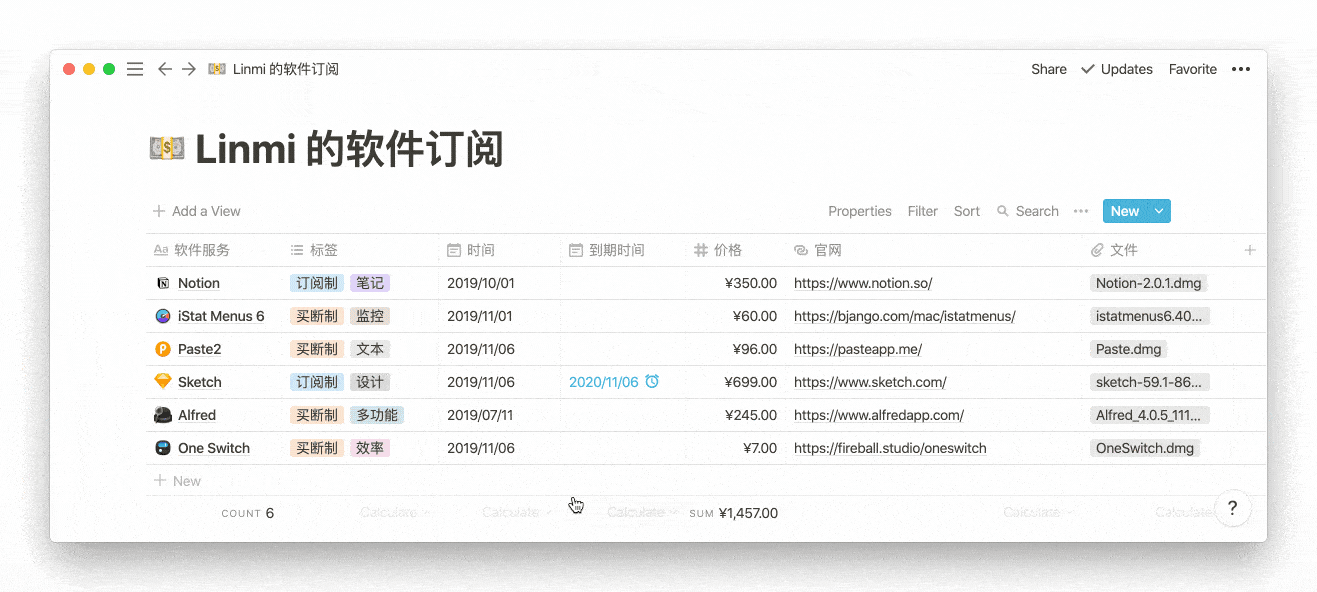 Linmi 的软件订阅 Share Updates Favorite
Linmi 的软件订阅
Add a View Properties Filter Sort Search New
Aa 软件服务 标签 时间 到期时间 价格 官网 文件
Notion 订阅制 笔记 2019/10/01 ¥350.00 https://www.notion.so/ Notion-2.0.1.dmg
iStat Menus 6 买断制 监控 2019/11/01 ¥60.00 https://bjango.com/mac/istatmenus/ istatmenus6.40...
Paste2 买断制 文本 2019/11/06 ¥96.00 https://pasteapp.me/ Paste.dmg
Sketch 订阅制 设计 2019/11/06 2020/11/06 ¥699.00 https://www.sketch.com/ sketch-59.1-86...
Alfred 买断制 多功能 2019/07/11 ¥245.00 https://www.alfredapp.com/ Alfred_4.0.5_111...
One Switch 买断制 效率 2019/11/06 ¥7.00 https://fireball.studio/oneswitch OneSwitch.dmg
New
COUNT 6 Calculate Calculate Calculate SUM ¥1,457.00 Calculate Calculate ?